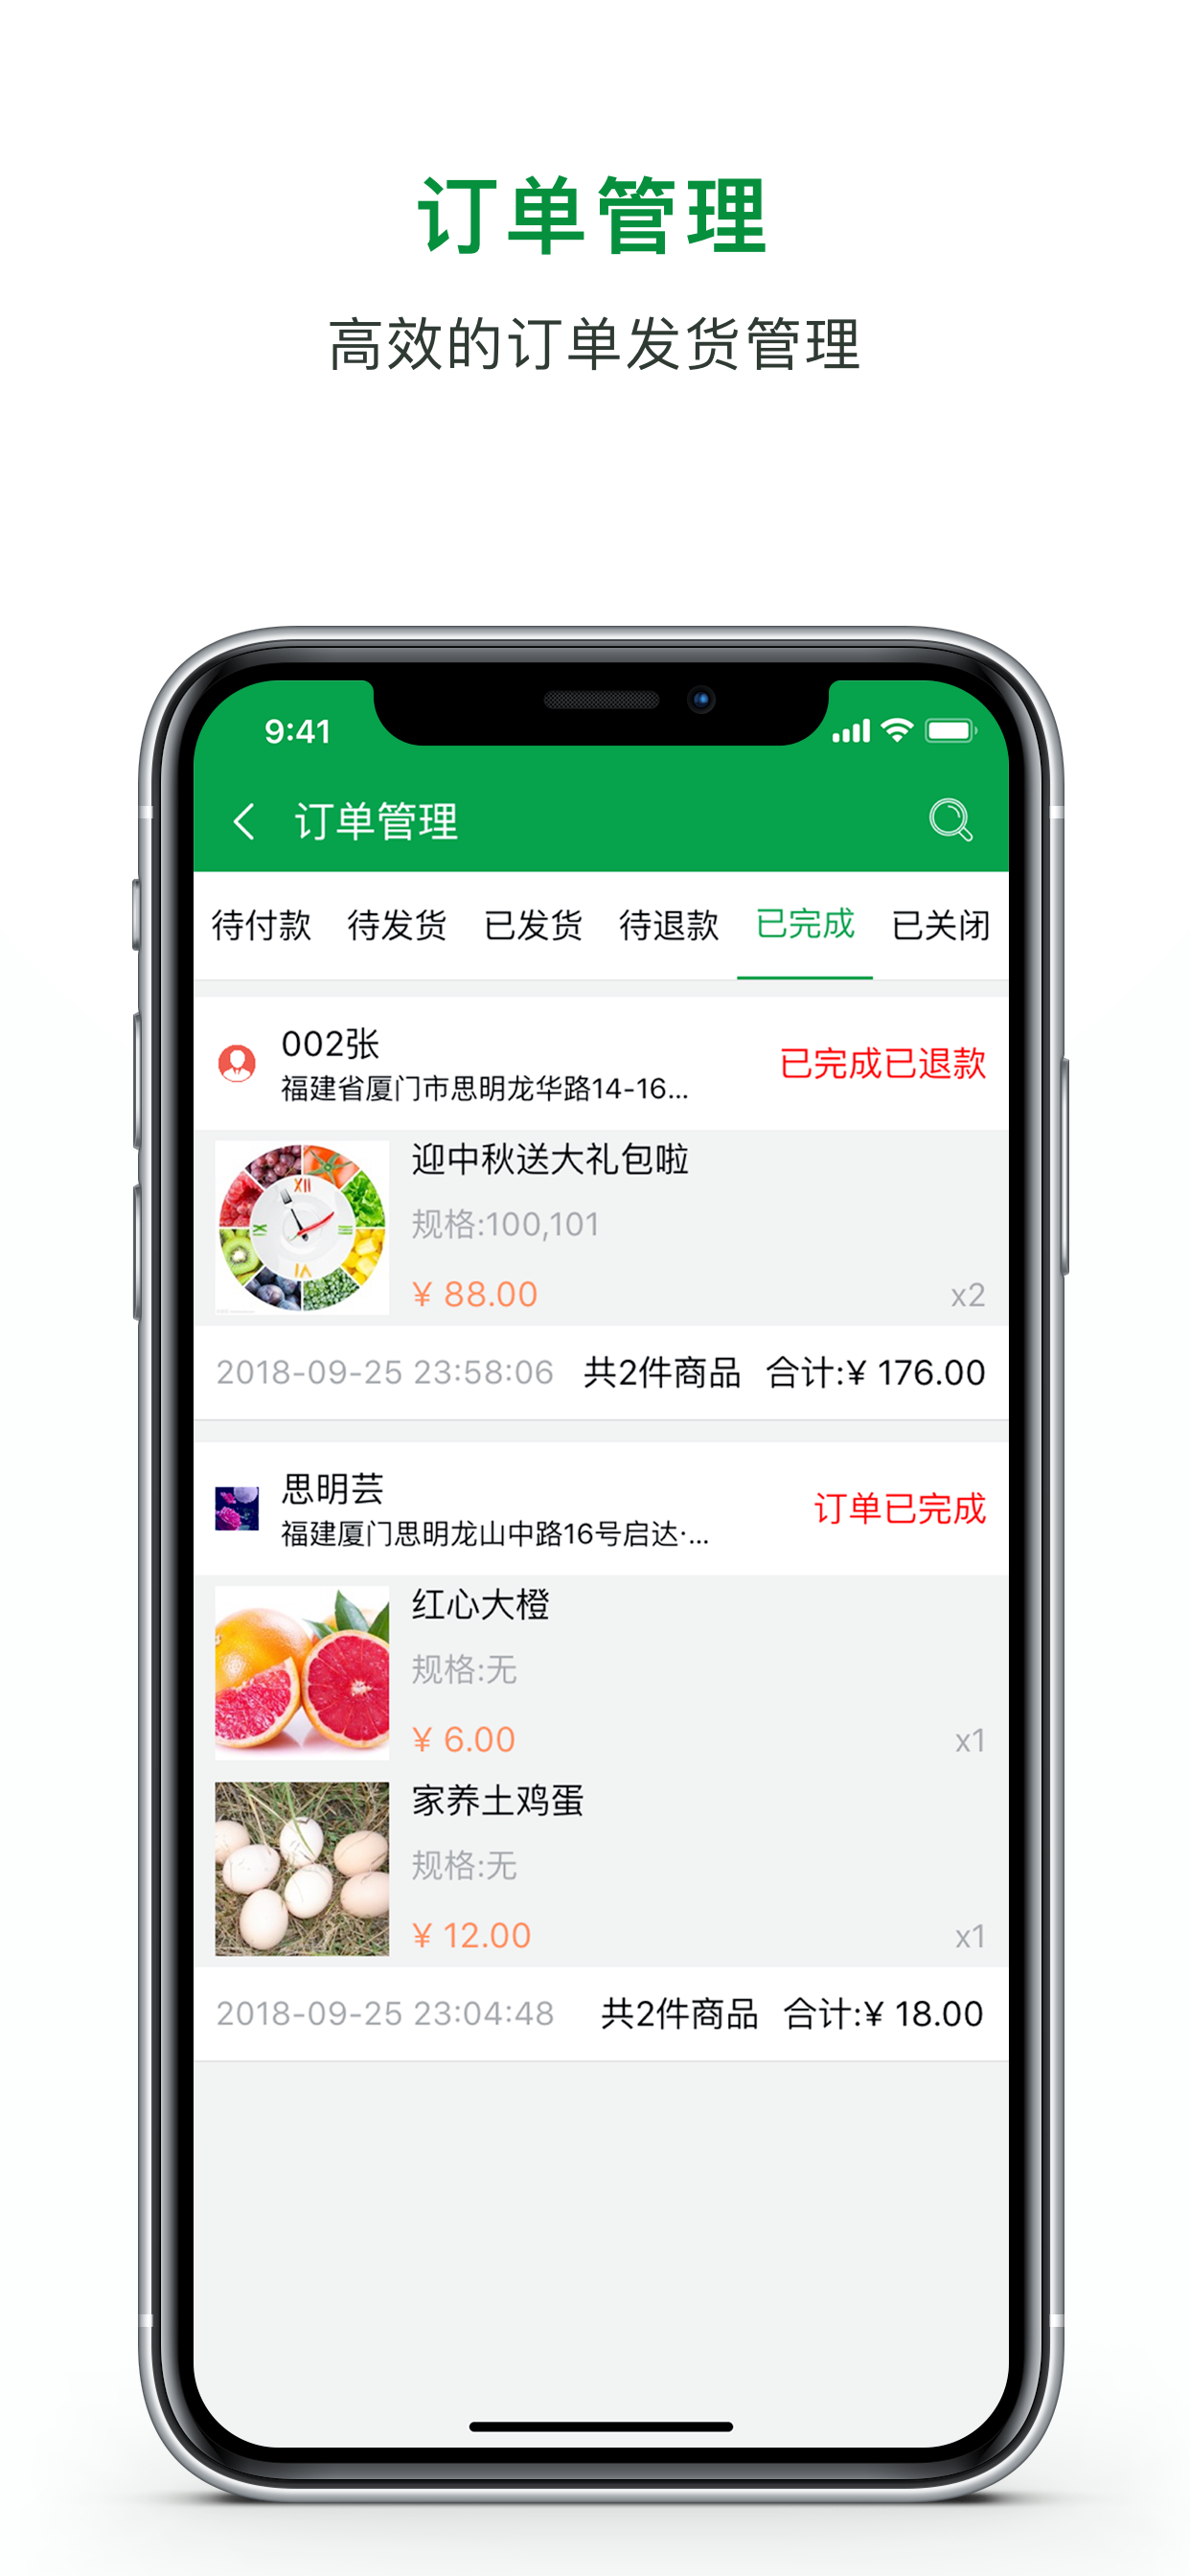 订单管理
高效的订单发货管理
9:41
订单管理
待付款 待发货 已发货 待退款 已完成 已关闭
002张
福建省厦门市思明龙华路14-16...
已完成已退款
迎中秋送大礼包啦
规格:100,101
¥ 88.00 x2
2018-09-25 23:58:06 共2件商品 合计:¥ 176.00
思明芸
福建厦门思明龙山中路16号启达·...
订单已完成
红心大橙
规格:无
¥ 6.00 x1
家养土鸡蛋
规格:无
¥ 12.00 x1
2018-09-25 23:04:48 共2件商品 合计:¥ 18.00